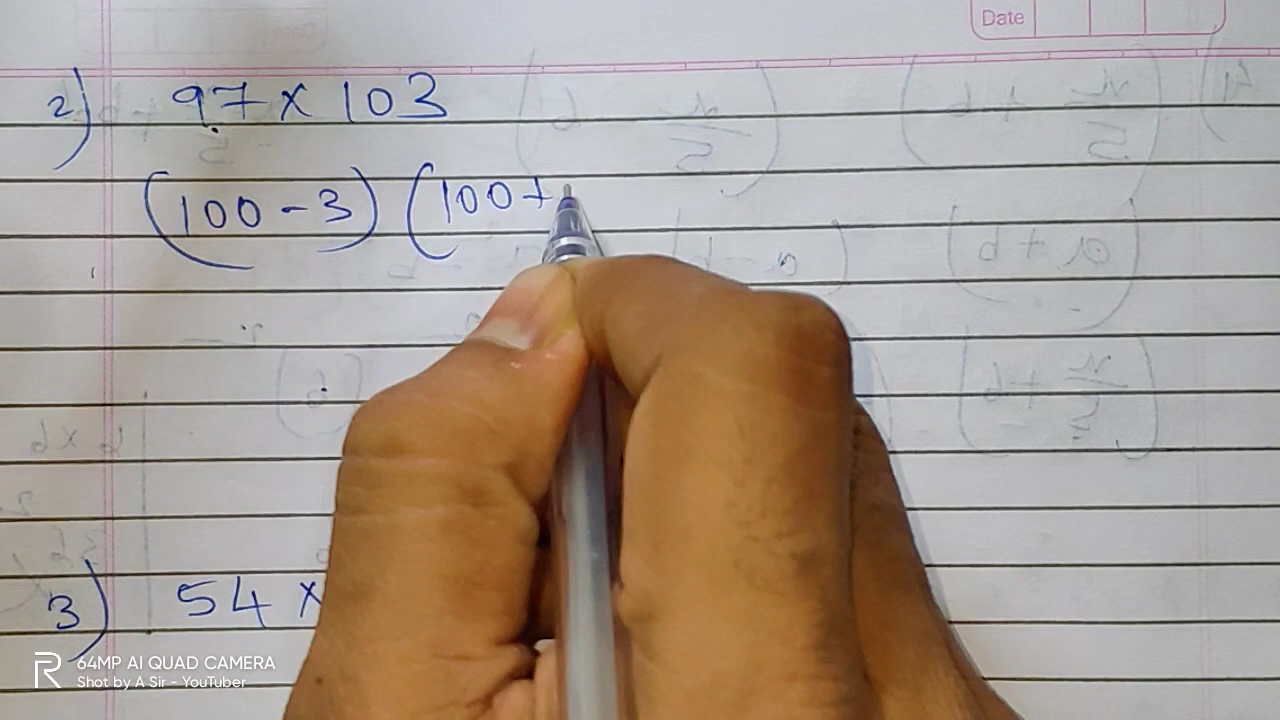 Date
2) 97 × 103
(100 - 3) (100 +
3) 54 ×
64MP AI QUAD CAMERA
Shot by A Sir - YouTuber